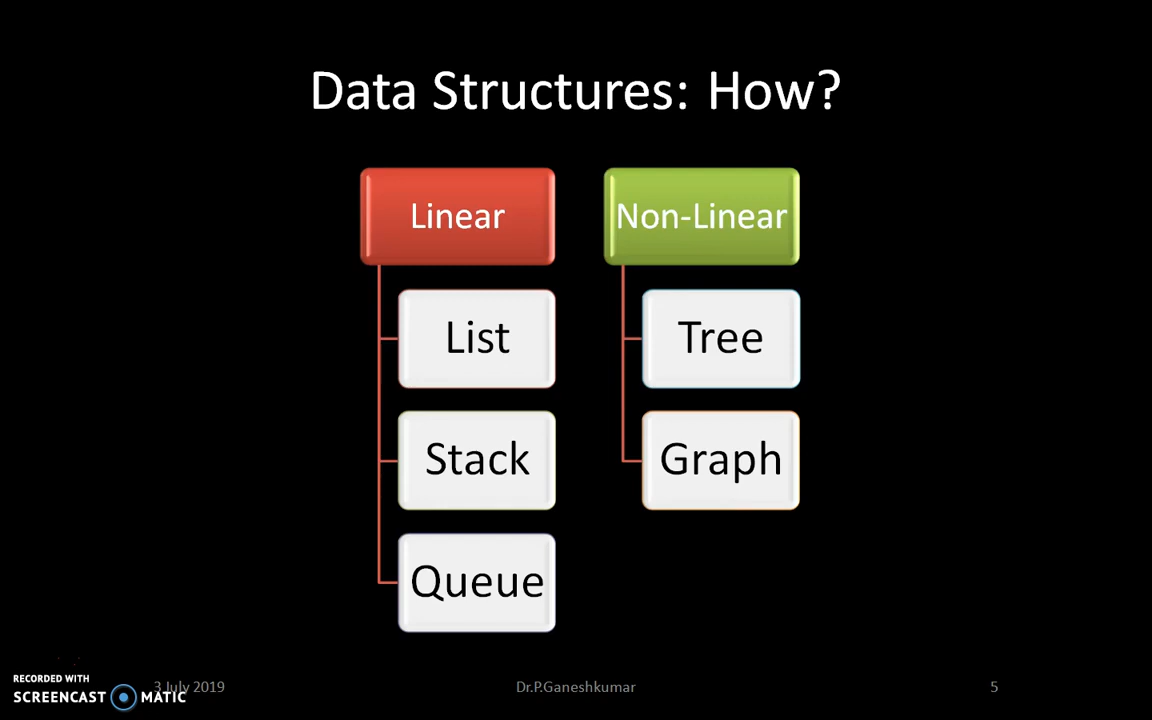 Data Structures: How?
Linear
List
Stack
Queue
Non-Linear
Tree
Graph
RECORDED WITH
SCREENCAST MATIC
3 July 2019
Dr.P.Ganeshkumar
5